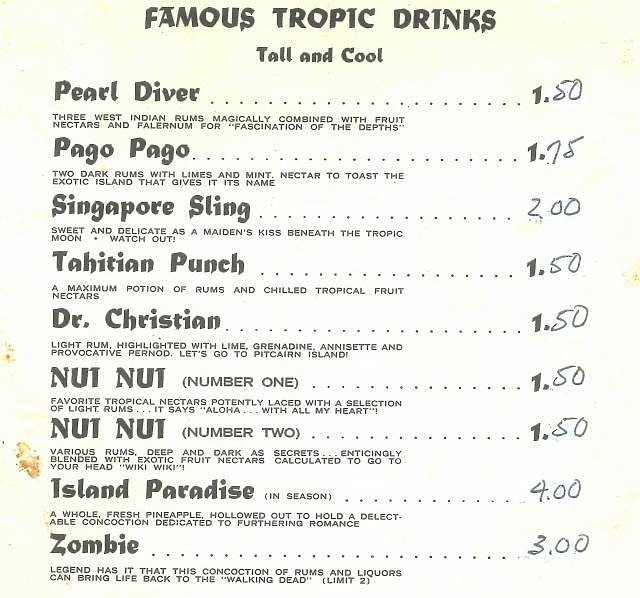 FAMOUS TROPIC DRINKS
Tall and Cool
Pearl Diver . . . . . . . . . . . . . . . . . . . . 1.50
THREE WEST INDIAN RUMS MAGICALLY COMBINED WITH FRUIT
NECTARS AND FALERNUM FOR "FASCINATION OF THE DEPTHS"
Pago Pago . . . . . . . . . . . . . . . . . . . . . 1.75
TWO DARK RUMS WITH LIMES AND MINT. NECTAR TO TOAST THE
EXOTIC ISLAND THAT GIVES IT ITS NAME
Singapore Sling . . . . . . . . . . . . . . . . . 2.00
SWEET AND DELICATE AS A MAIDEN'S KISS BENEATH THE TROPIC
MOON • WATCH OUT!
Tahitian Punch . . . . . . . . . . . . . . . . . 1.50
A MAXIMUM POTION OF RUMS AND CHILLED TROPICAL FRUIT
NECTARS
Dr. Christian . . . . . . . . . . . . . . . . . . . 1.50
LIGHT RUM, HIGHLIGHTED WITH LIME, GRENADINE, ANNISETTE AND
PROVOCATIVE PERNOD. LET'S GO TO PITCAIRN ISLAND!
NUI NUI (NUMBER ONE) . . . . . . . . . . . . . . 1.50
FAVORITE TROPICAL NECTARS POTENTLY LACED WITH A SELECTION
OF LIGHT RUMS . . . IT SAYS "ALOHA . . . WITH ALL MY HEART"!
NUI NUI (NUMBER TWO) . . . . . . . . . . . . . . 1.50
VARIOUS RUMS, DEEP AND DARK AS SECRETS . . . ENTICINGLY
BLENDED WITH EXOTIC FRUIT NECTARS CALCULATED TO GO TO
YOUR HEAD "WIKI WIKI"!
Island Paradise (IN SEASON) . . . . . . . . . . . . 4.00
A WHOLE, FRESH PINEAPPLE, HOLLOWED OUT TO HOLD A DELECT-
ABLE CONCOCTION DEDICATED TO FURTHERING ROMANCE
Zombie . . . . . . . . . . . . . . . . . . . . . . . 3.00
LEGEND HAS IT THAT THIS CONCOCTION OF RUMS AND LIQUORS
CAN BRING LIFE BACK TO THE "WALKING DEAD" (LIMIT 2)